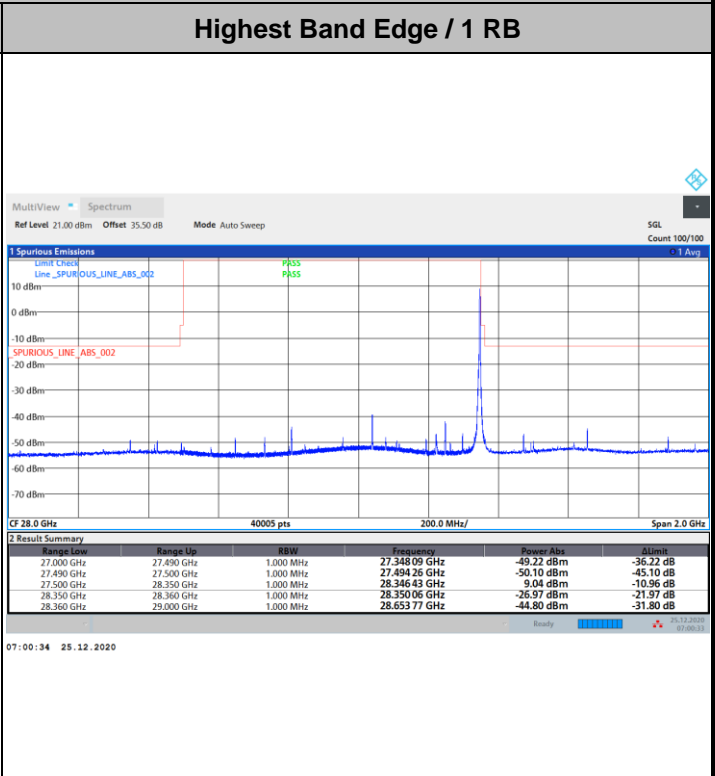 Highest Band Edge / 1 RB
MultiView Spectrum
Ref Level 21.00 dBm Offset 35.50 dB Mode Auto Sweep SGL
Count 100/100
1 Spurious Emissions 1 Avg
Limit Check PASS
Line _SPURIOUS_LINE_ABS_002 PASS
10 dBm
0 dBm
-10 dBm
_SPURIOUS_LINE_ABS_002
-20 dBm
-30 dBm
-40 dBm
-50 dBm
-60 dBm
-70 dBm
CF 28.0 GHz 40005 pts 200.0 MHz/ Span 2.0 GHz
2 Result Summary
Range Low Range Up RBW Frequency Power Abs ΔLimit
27.000 GHz 27.490 GHz 1.000 MHz 27.348 09 GHz -49.22 dBm -36.22 dB
27.490 GHz 27.500 GHz 1.000 MHz 27.494 26 GHz -50.10 dBm -45.10 dB
27.500 GHz 28.350 GHz 1.000 MHz 28.346 43 GHz 9.04 dBm -10.96 dB
28.350 GHz 28.360 GHz 1.000 MHz 28.350 06 GHz -26.97 dBm -21.97 dB
28.360 GHz 29.000 GHz 1.000 MHz 28.653 77 GHz -44.80 dBm -31.80 dB
Ready 25.12.2020
07:00:33
07:00:34 25.12.2020